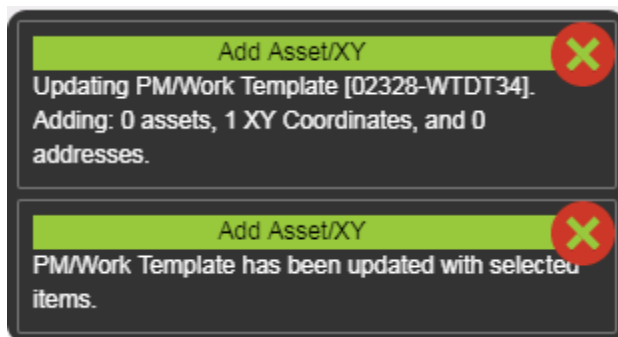 Add Asset/XY
Updating PM/Work Template [02328-WTDT34].
Adding: 0 assets, 1 XY Coordinates, and 0
addresses.
Add Asset/XY
PM/Work Template has been updated with selected
items.